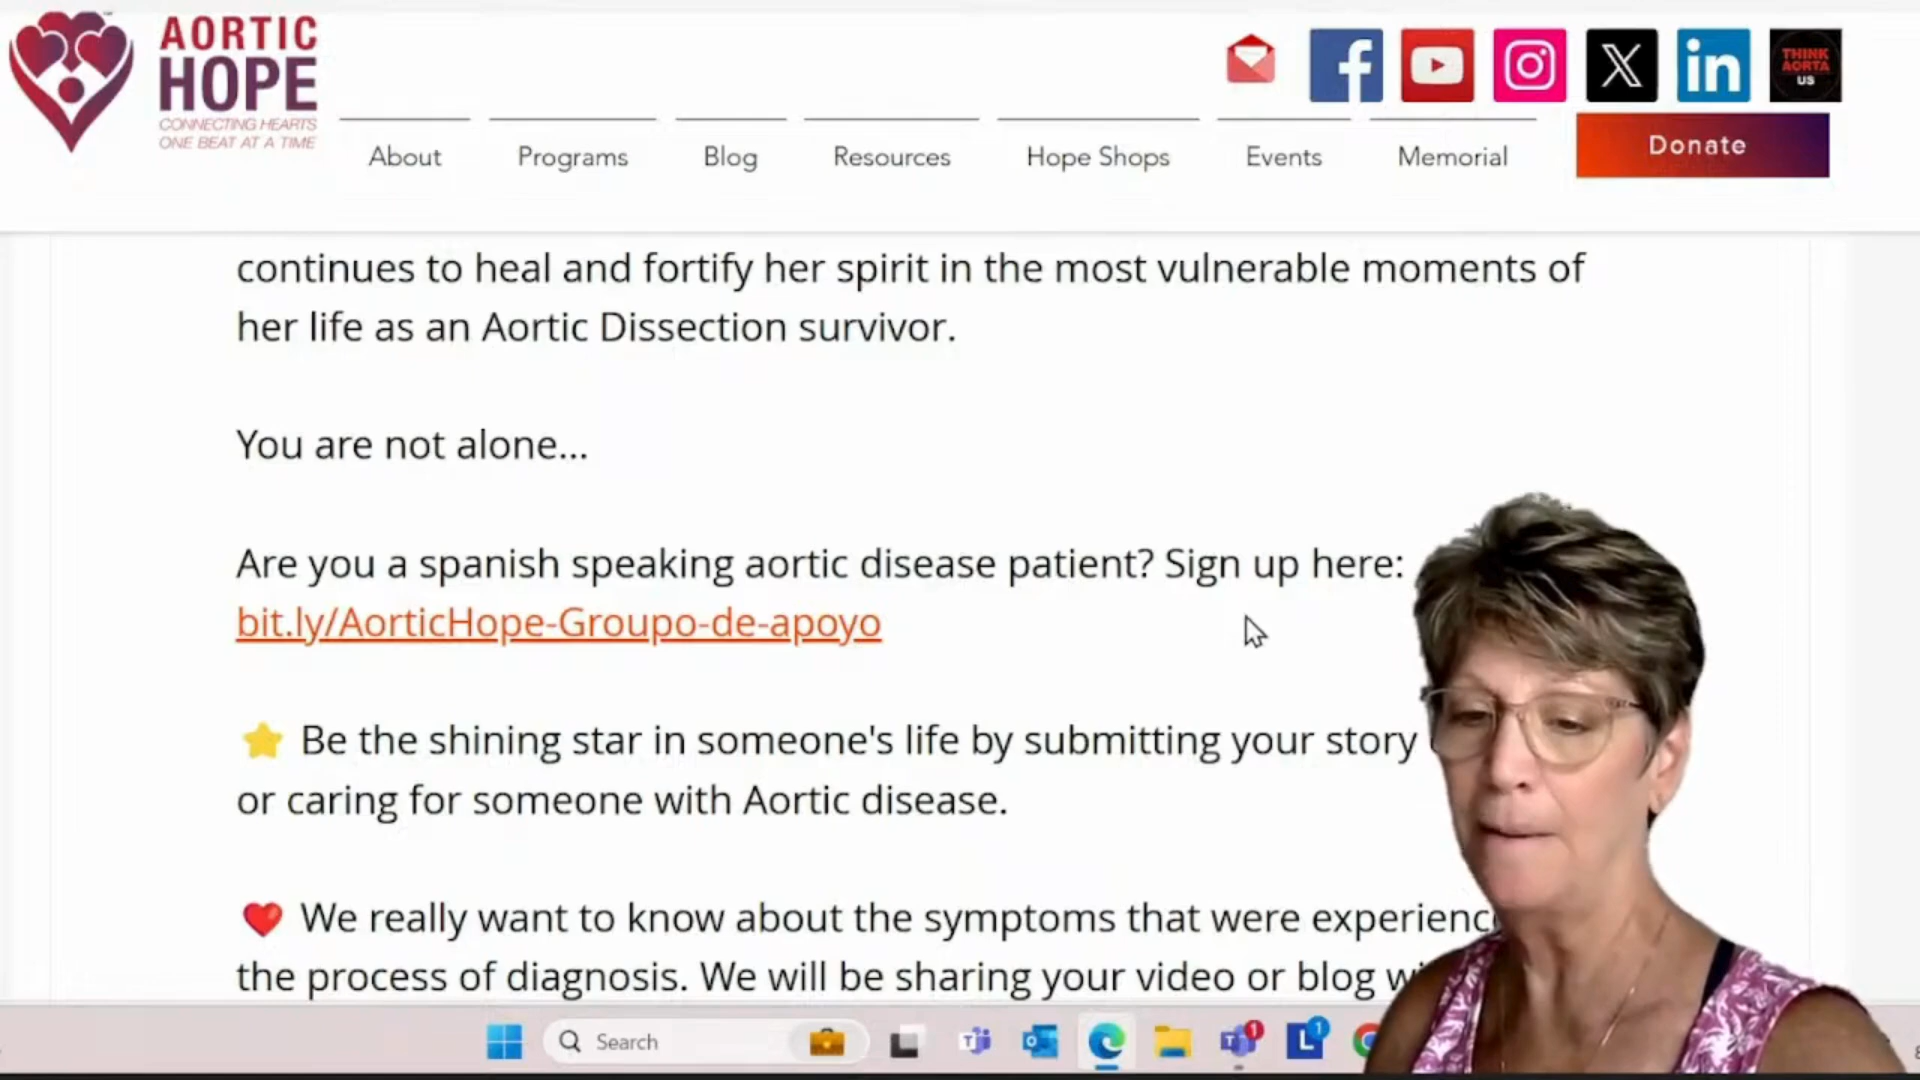 AORTIC
HOPE
CONNECTING HEARTS
ONE BEAT AT A TIME
THINK
AORTA
US
About
Programs
Blog
Resources
Hope Shops
Events
Memorial
Donate
continues to heal and fortify her spirit in the most vulnerable moments of
her life as an Aortic Dissection survivor.
You are not alone...
Are you a spanish speaking aortic disease patient? Sign up here:
bit.ly/AorticHope-Groupo-de-apoyo
Be the shining star in someone's life by submitting your story
or caring for someone with Aortic disease.
We really want to know about the symptoms that were experienc
the process of diagnosis. We will be sharing your video or blog
Search
1
1